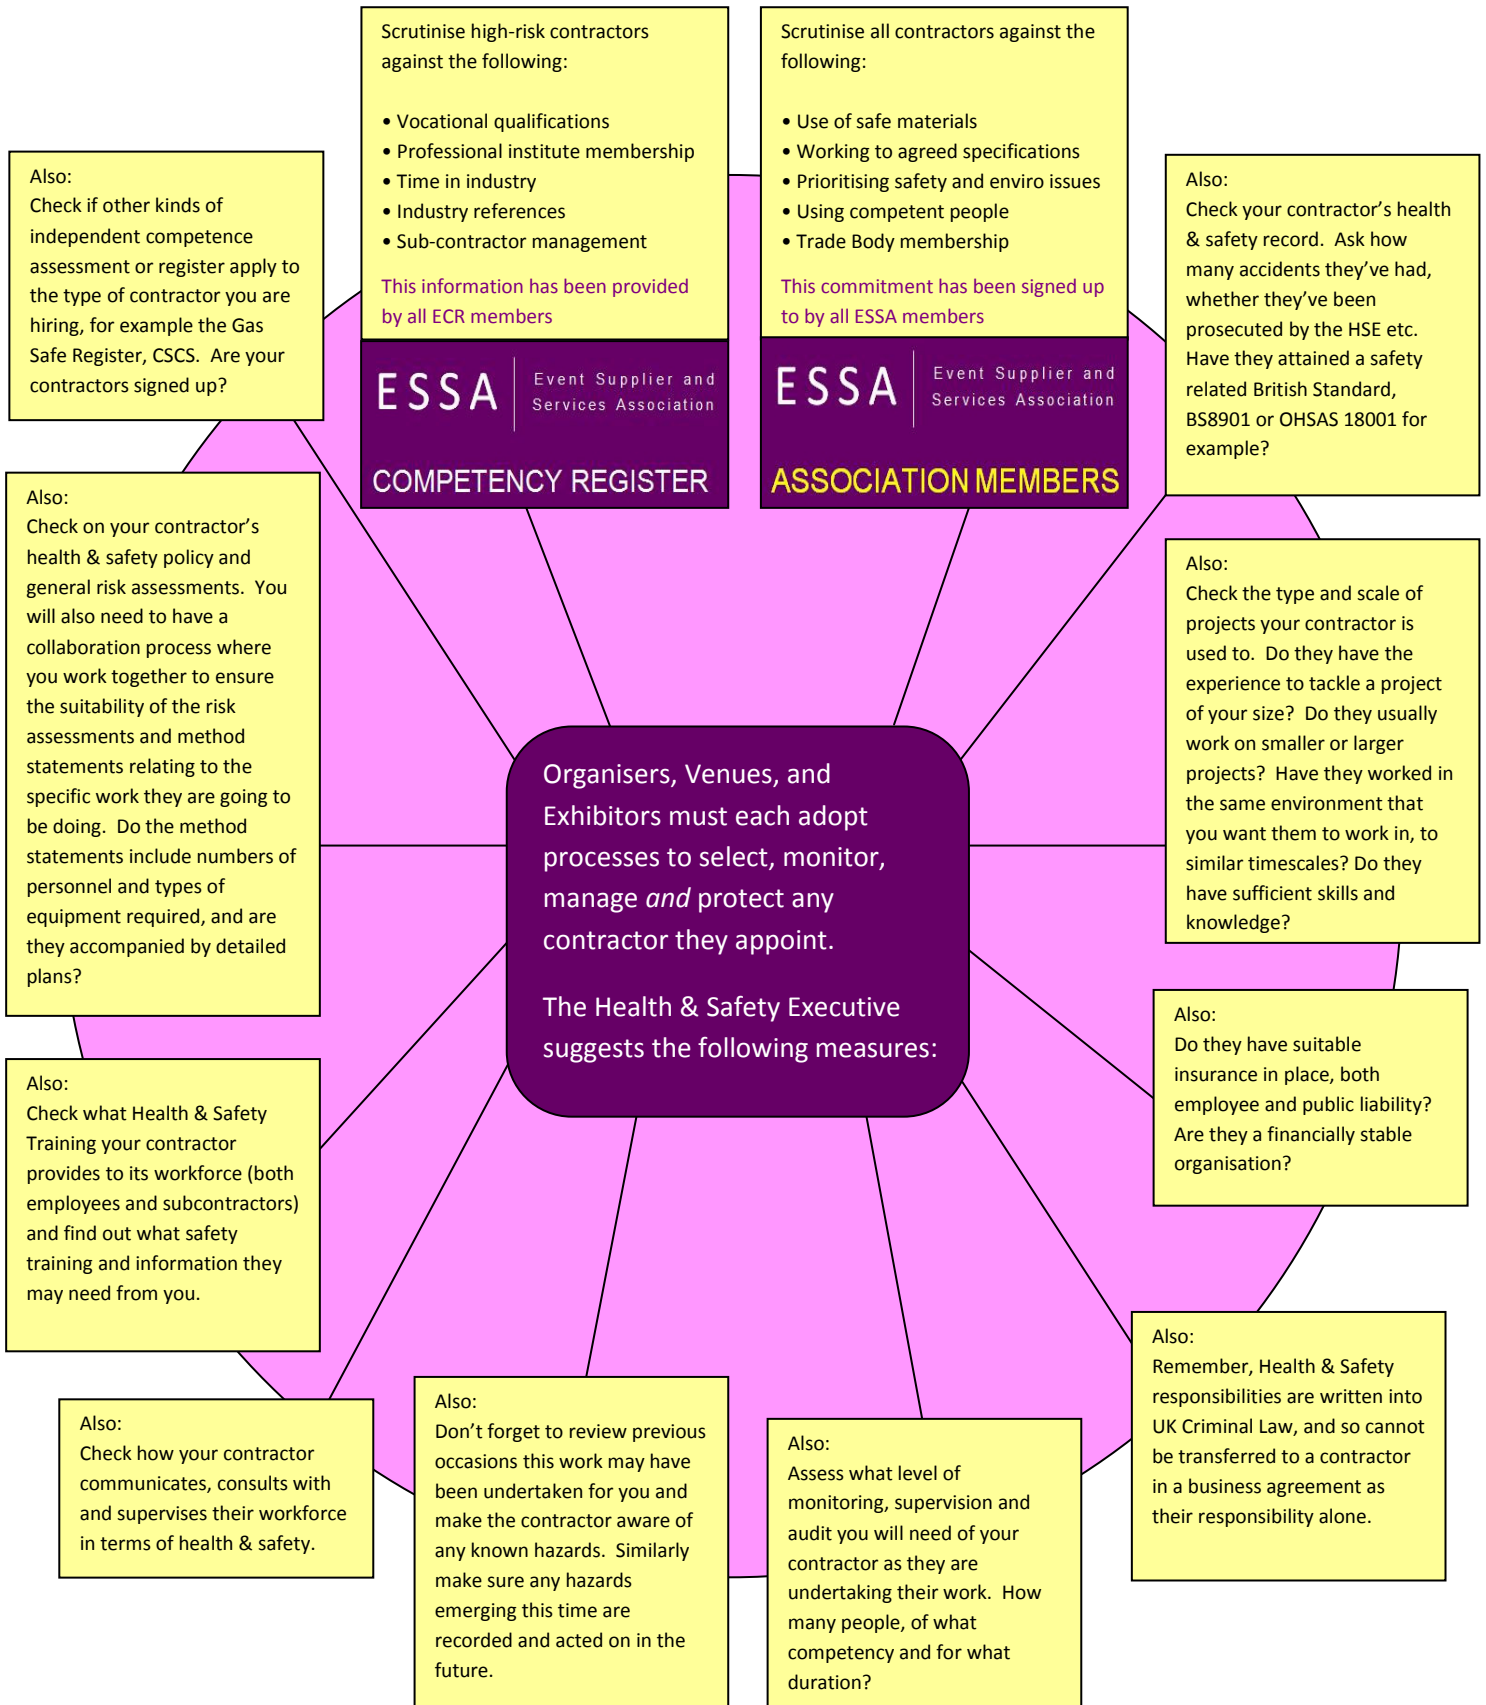 Scrutinise high-risk contractors
against the following:
• Vocational qualifications
• Professional institute membership
• Time in industry
• Industry references
• Sub-contractor management
This information has been provided
by all ECR members
ESSA
Event Supplier and
Services Association
COMPETENCY REGISTER
Scrutinise all contractors against the
following:
• Use of safe materials
• Working to agreed specifications
• Prioritising safety and enviro issues
• Using competent people
• Trade Body membership
This commitment has been signed up
to by all ESSA members
ESSA
Event Supplier and
Services Association
ASSOCIATION MEMBERS
Also:
Check if other kinds of
independent competence
assessment or register apply to
the type of contractor you are
hiring, for example the Gas
Safe Register, CSCS.  Are your
contractors signed up?
Also:
Check your contractor’s health
& safety record.  Ask how
many accidents they’ve had,
whether they’ve been
prosecuted by the HSE etc.
Have they attained a safety
related British Standard,
BS8901 or OHSAS 18001 for
example?
Also:
Check on your contractor’s
health & safety policy and
general risk assessments.  You
will also need to have a
collaboration process where
you work together to ensure
the suitability of the risk
assessments and method
statements relating to the
specific work they are going to
be doing.  Do the method
statements include numbers of
personnel and types of
equipment required, and are
they accompanied by detailed
plans?
Also:
Check the type and scale of
projects your contractor is
used to.  Do they have the
experience to tackle a project
of your size?  Do they usually
work on smaller or larger
projects?  Have they worked in
the same environment that
you want them to work in, to
similar timescales? Do they
have sufficient skills and
knowledge?
Organisers, Venues, and
Exhibitors must each adopt
processes to select, monitor,
manage and protect any
contractor they appoint.
The Health & Safety Executive
suggests the following measures:
Also:
Do they have suitable
insurance in place, both
employee and public liability?
Are they a financially stable
organisation?
Also:
Check what Health & Safety
Training your contractor
provides to its workforce (both
employees and subcontractors)
and find out what safety
training and information they
may need from you.
Also:
Remember, Health & Safety
responsibilities are written into
UK Criminal Law, and so cannot
be transferred to a contractor
in a business agreement as
their responsibility alone.
Also:
Check how your contractor
communicates, consults with
and supervises their workforce
in terms of health & safety.
Also:
Don’t forget to review previous
occasions this work may have
been undertaken for you and
make the contractor aware of
any known hazards.  Similarly
make sure any hazards
emerging this time are
recorded and acted on in the
future.
Also:
Assess what level of
monitoring, supervision and
audit you will need of your
contractor as they are
undertaking their work.  How
many people, of what
competency and for what
duration?